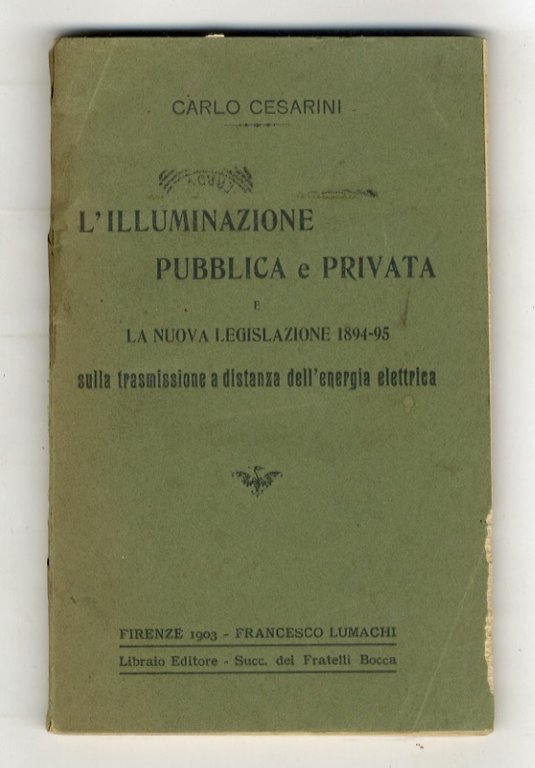 CARLO CESARINI
L'ILLUMINAZIONE
PUBBLICA e PRIVATA
E
LA NUOVA LEGISLAZIONE 1894-95
sulla trasmissione a distanza dell'energia elettrica
FIRENZE 1903 - FRANCESCO LUMACHI
Libraio Editore - Succ. dei Fratelli Bocca